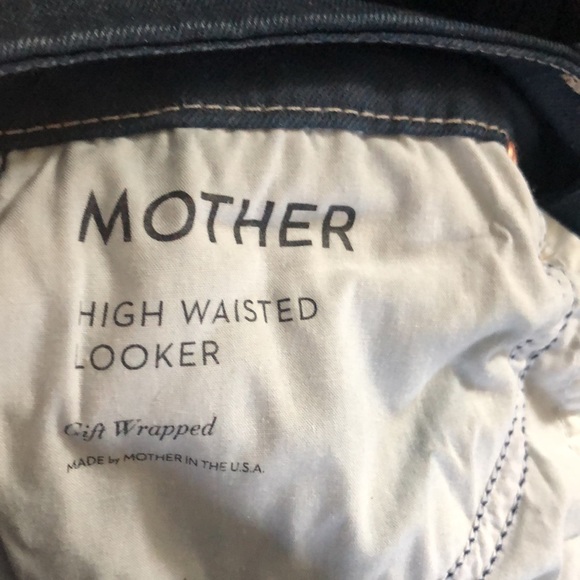 MOTHER
HIGH WAISTED
LOOKER
Gift Wrapped
MADE by MOTHER IN THE U.S.A.